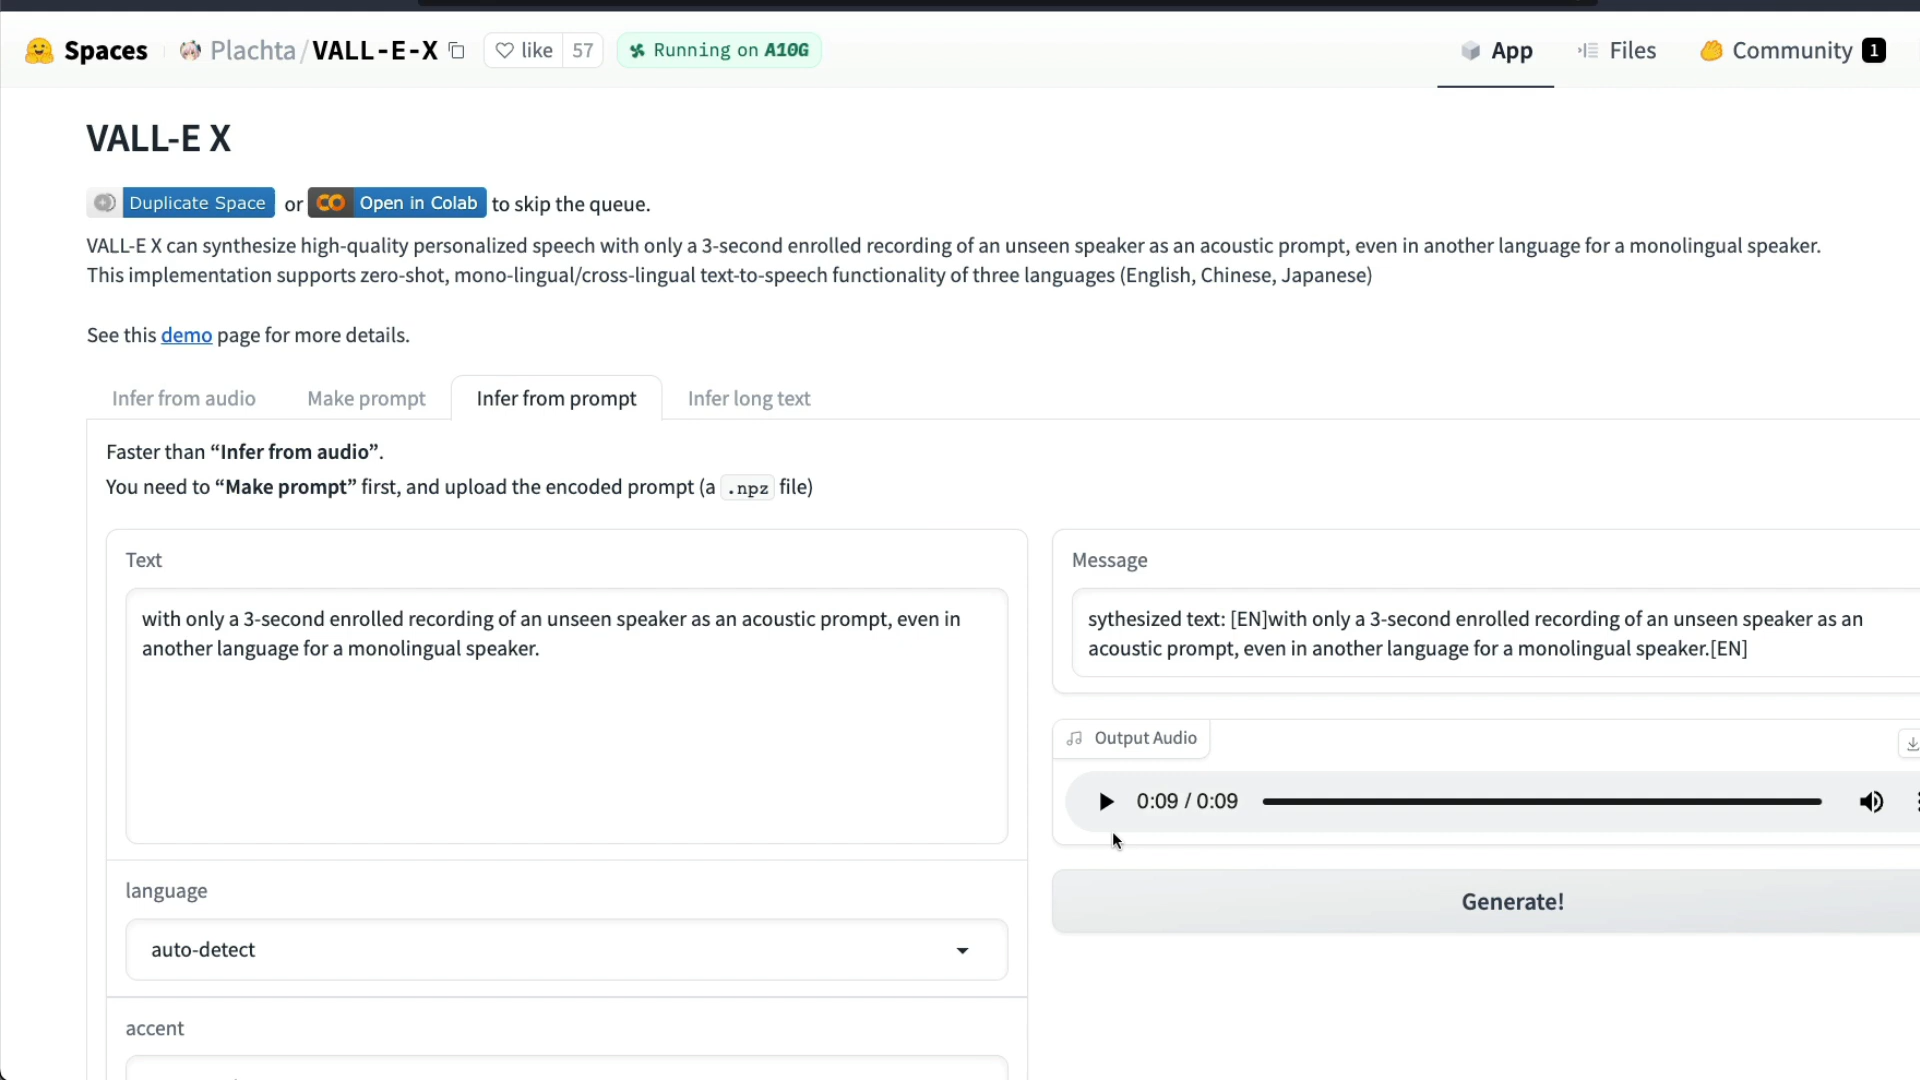 Spaces Plachta/VALL-E-X like 57 Running on A10G App Files Community 1
VALL-E X
Duplicate Space or Open in Colab to skip the queue.
VALL-E X can synthesize high-quality personalized speech with only a 3-second enrolled recording of an unseen speaker as an acoustic prompt, even in another language for a monolingual speaker.
This implementation supports zero-shot, mono-lingual/cross-lingual text-to-speech functionality of three languages (English, Chinese, Japanese)
See this demo page for more details.
Infer from audio Make prompt Infer from prompt Infer long text
Faster than “Infer from audio”.
You need to “Make prompt” first, and upload the encoded prompt (a .npz file)
Text
with only a 3-second enrolled recording of an unseen speaker as an acoustic prompt, even in
another language for a monolingual speaker.
Message
sythesized text: [EN]with only a 3-second enrolled recording of an unseen speaker as an
acoustic prompt, even in another language for a monolingual speaker.[EN]
Output Audio
0:09 / 0:09
Generate!
language
auto-detect
accent